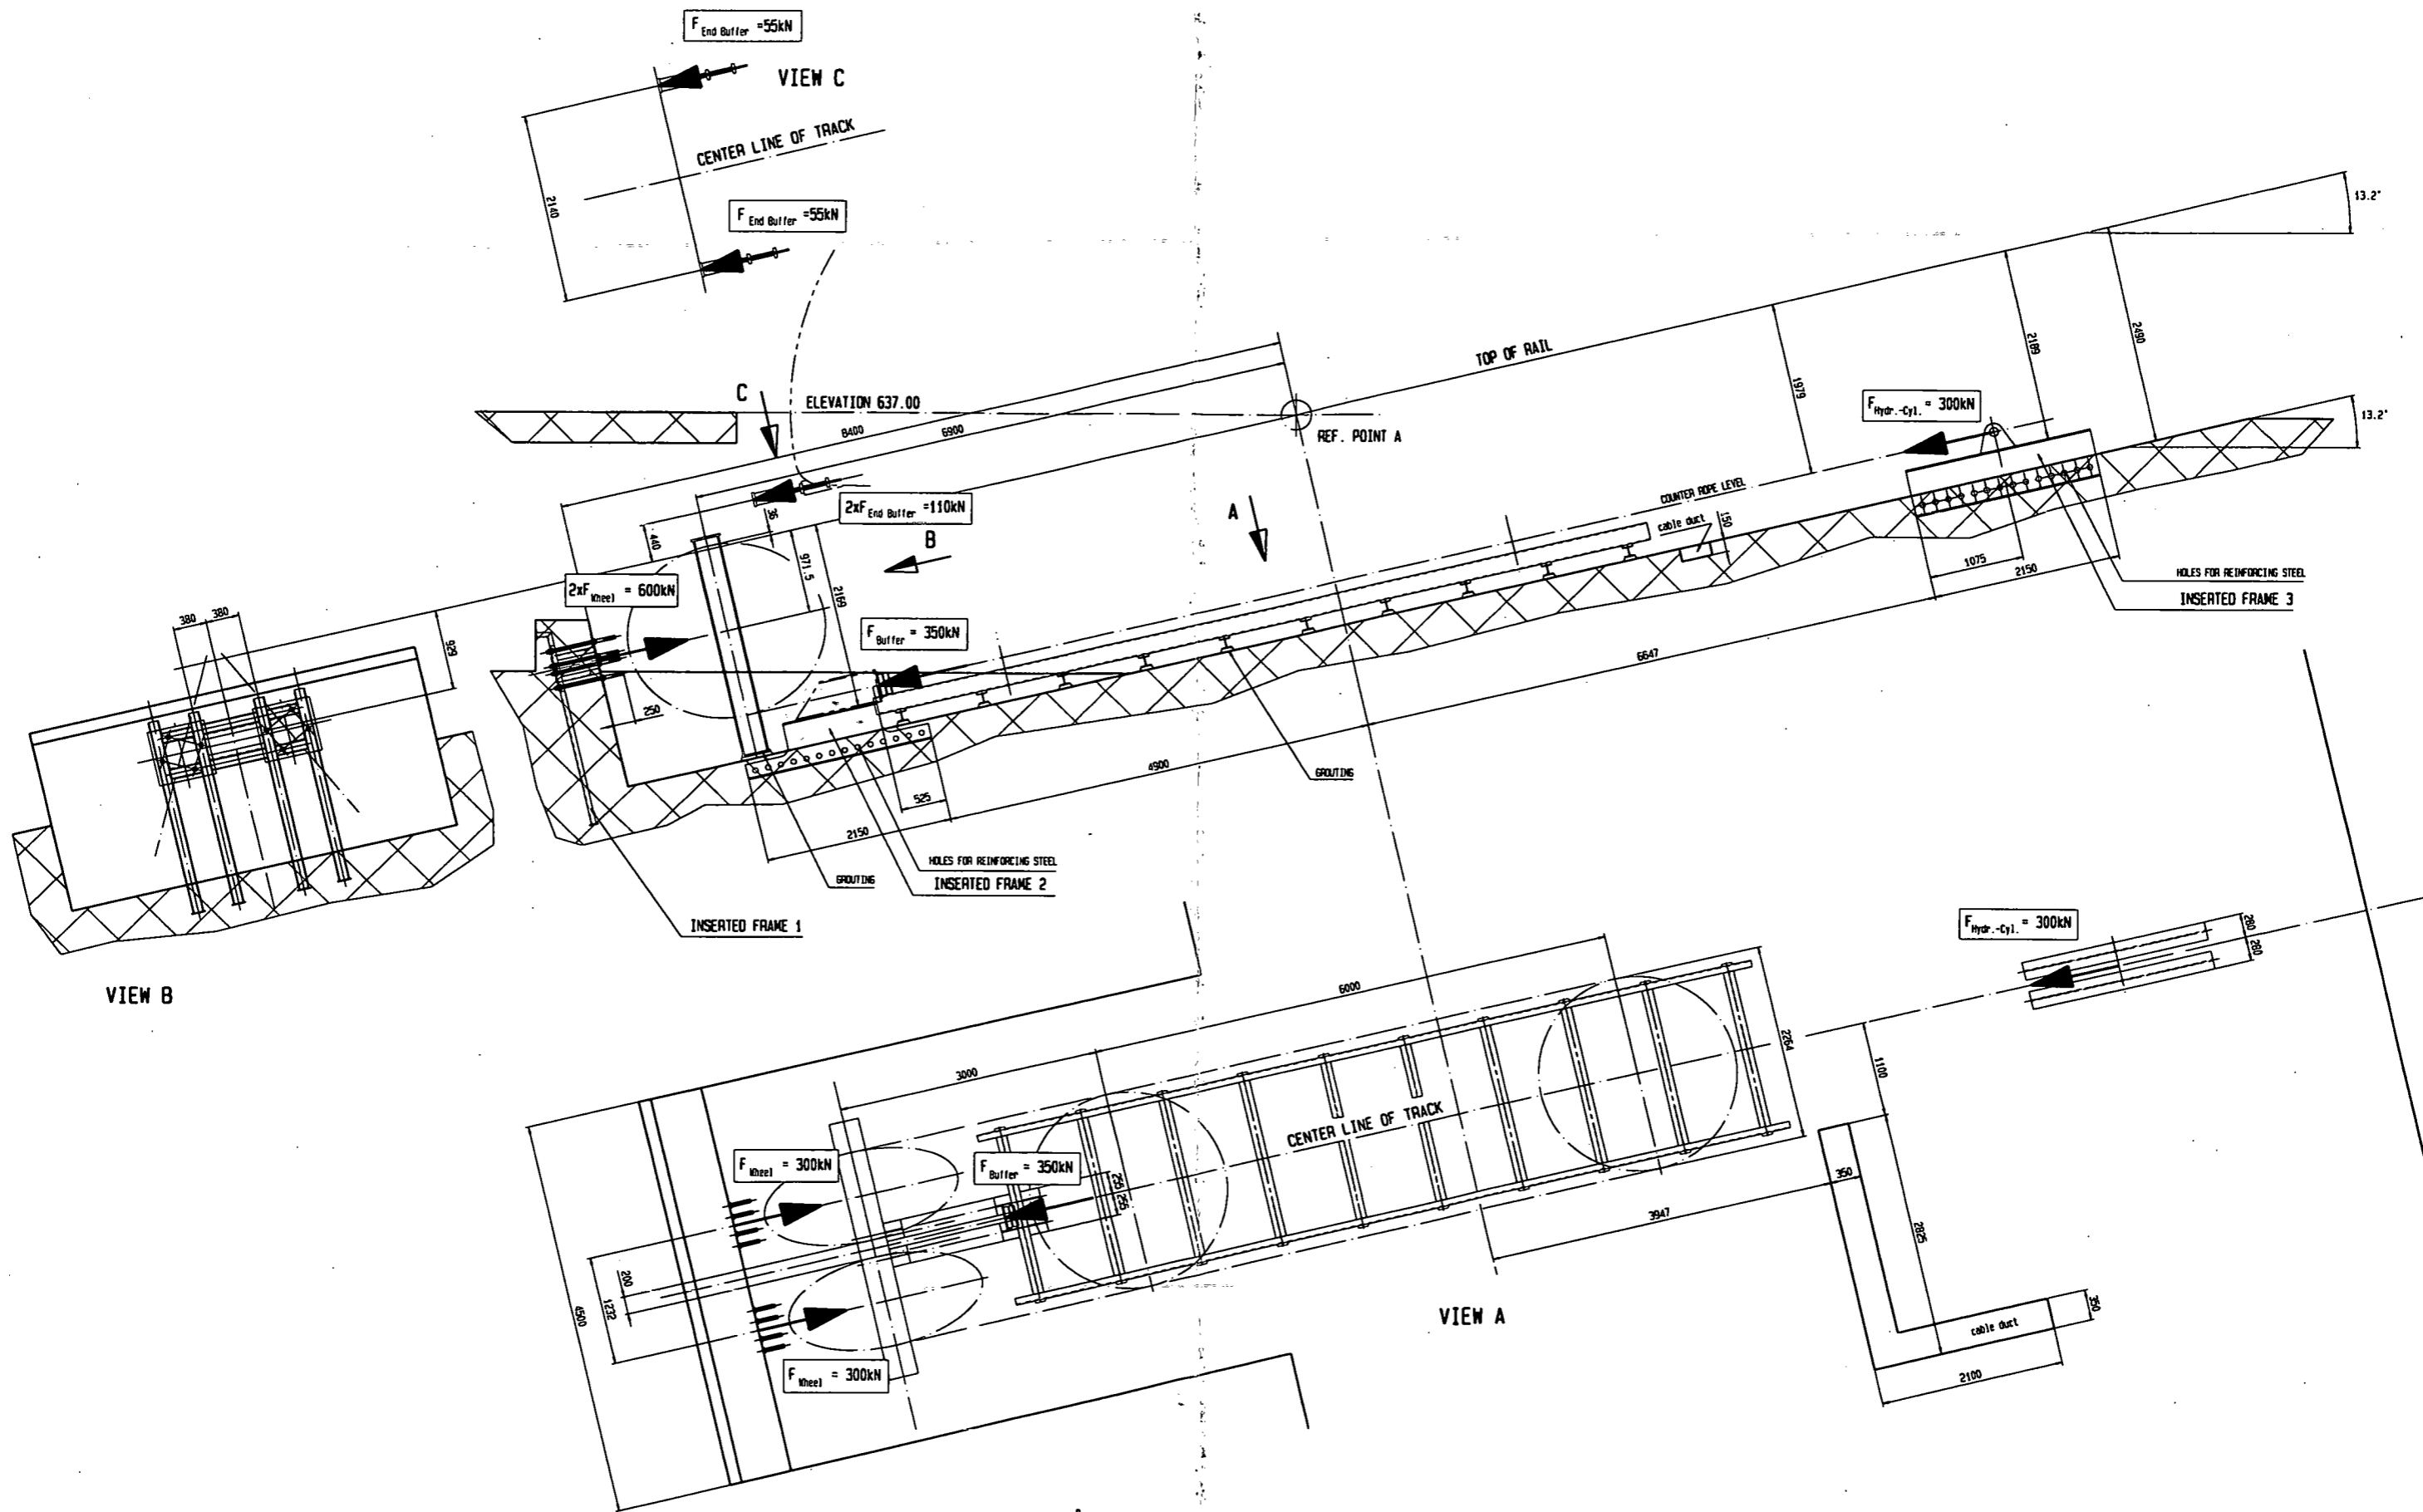 F End Buffer =55kN
VIEW C
CENTER LINE OF TRACK
2140
F End Buffer =55kN
13.2°
TOP OF RAIL
2189
2490
1979
C
ELEVATION 637.00
8400
6900
REF. POINT A
F Hydr.-Cyl. = 300kN
13.2°
COUNTER ROPE LEVEL
cable duct
150
A
2xF End Buffer =110kN
36
440
B
971.5
2169
2xF Wheel = 600kN
F Buffer = 350kN
380
380
929
250
1075
2150
HOLES FOR REINFORCING STEEL
INSERTED FRAME 3
6647
4900
GROUTING
525
2150
HOLES FOR REINFORCING STEEL
GROUTING
INSERTED FRAME 2
INSERTED FRAME 1
VIEW B
F Hydr.-Cyl. = 300kN
280
280
6000
3000
2264
1100
CENTER LINE OF TRACK
F Wheel = 300kN
F Buffer = 350kN
255
255
350
3947
2825
200
1232
4500
VIEW A
cable duct
350
2100
F Wheel = 300kN